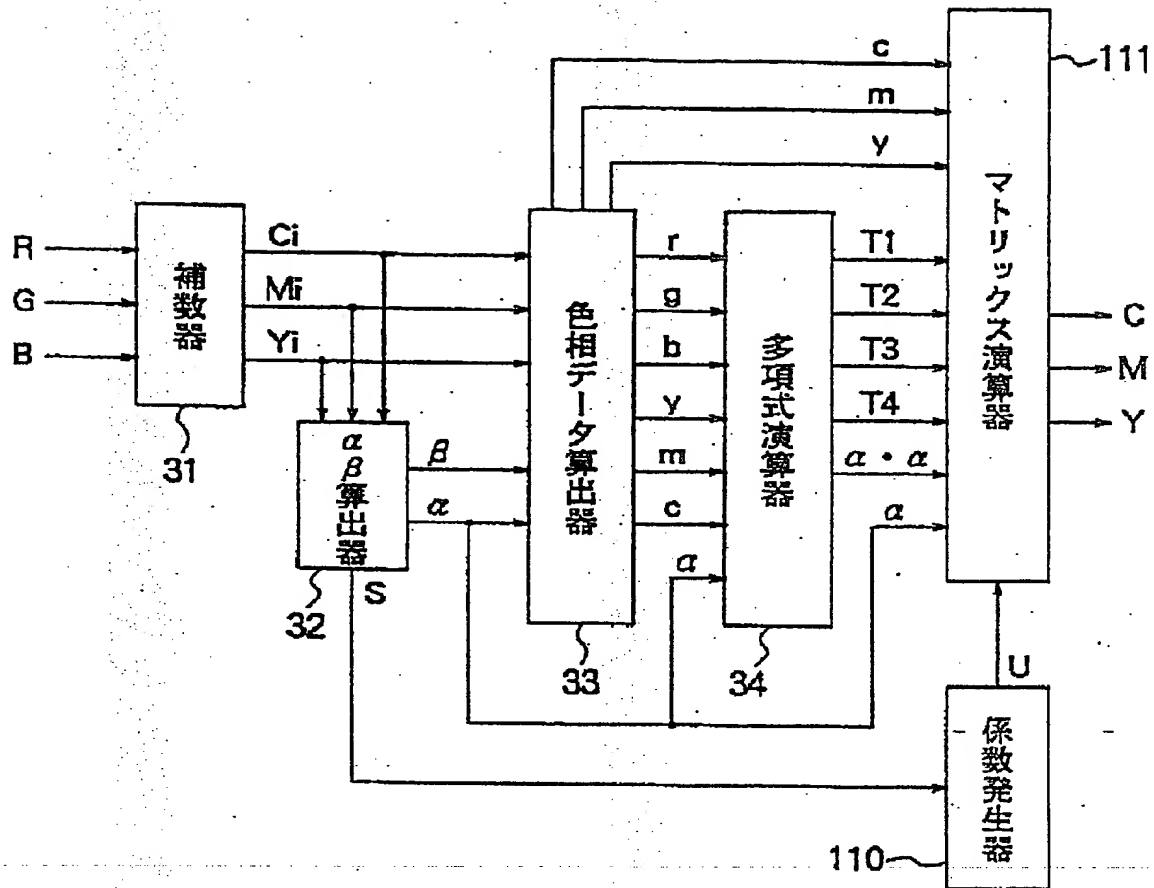 c
m
y
111
マトリックス演算器
R
G
B
補数器
31
Ci
Mi
Yi
αβ算出器
32
β
α
S
色相データ算出器
33
r
g
b
y
m
c
α
多項式演算器
34
T1
T2
T3
T4
α・α
α
C
M
Y
U
係数発生器
110